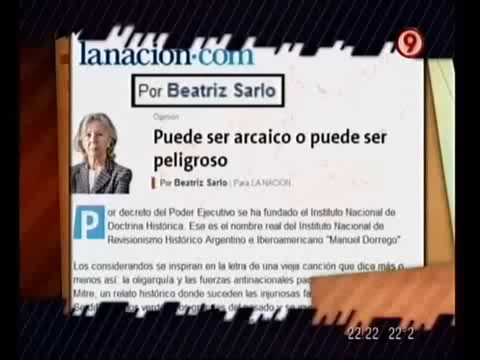 lanacion.com
9
Por Beatriz Sarlo
Opinión
Puede ser arcaico o puede ser
peligroso
Por Beatriz Sarlo | Para LA NACION
Por decreto del Poder Ejecutivo se ha fundado el Instituto Nacional de
Doctrina Histórica. Ese es el nombre real del Instituto Nacional de
Revisionismo Histórico Argentino e Iberoamericano "Manuel Dorrego"
Los considerandos se inspiran en la letra de una vieja canción que dice más o
menos así: la oligarquía y las fuerzas antinacionales
Mitre, un relato histórico donde suceden las injuriosas
22:22 22°2